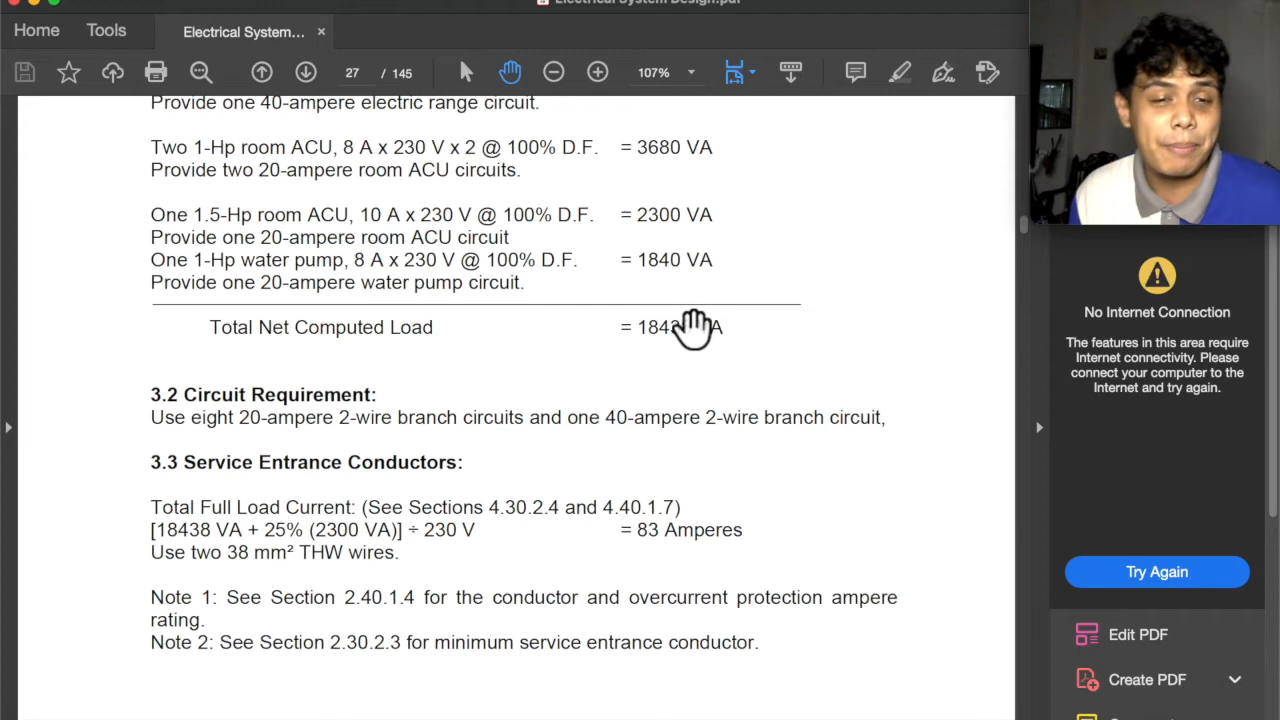 Electrical System Design.pdf
Home
Tools
Electrical System... ×
27 / 145
107%
Provide one 40-ampere electric range circuit.
Two 1-Hp room ACU, 8 A x 230 V x 2 @ 100% D.F. = 3680 VA
Provide two 20-ampere room ACU circuits.
One 1.5-Hp room ACU, 10 A x 230 V @ 100% D.F. = 2300 VA
Provide one 20-ampere room ACU circuit
One 1-Hp water pump, 8 A x 230 V @ 100% D.F. = 1840 VA
Provide one 20-ampere water pump circuit.
Total Net Computed Load =
3.2 Circuit Requirement:
Use eight 20-ampere 2-wire branch circuits and one 40-ampere 2-wire branch circuit,
3.3 Service Entrance Conductors:
Total Full Load Current: (See Sections 4.30.2.4 and 4.40.1.7)
[18438 VA + 25% (2300 VA)] ÷ 230 V = 83 Amperes
Use two 38 mm² THW wires.
Note 1: See Section 2.40.1.4 for the conductor and overcurrent protection ampere
rating.
Note 2: See Section 2.30.2.3 for minimum service entrance conductor.
No Internet Connection
The features in this area require
Internet connectivity. Please
connect your computer to the
Internet and try again.
Try Again
Edit PDF
Create PDF